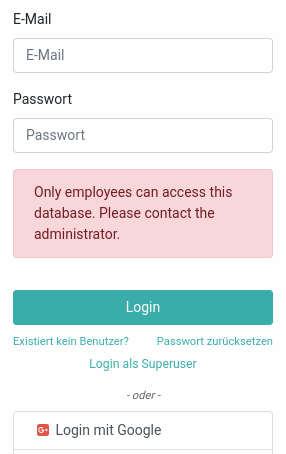 E-Mail
E-Mail
Passwort
Passwort
Only employees can access this
database. Please contact the
administrator.
Login
Existiert kein Benutzer? Passwort zurücksetzen
Login als Superuser
- oder -
G+ Login mit Google